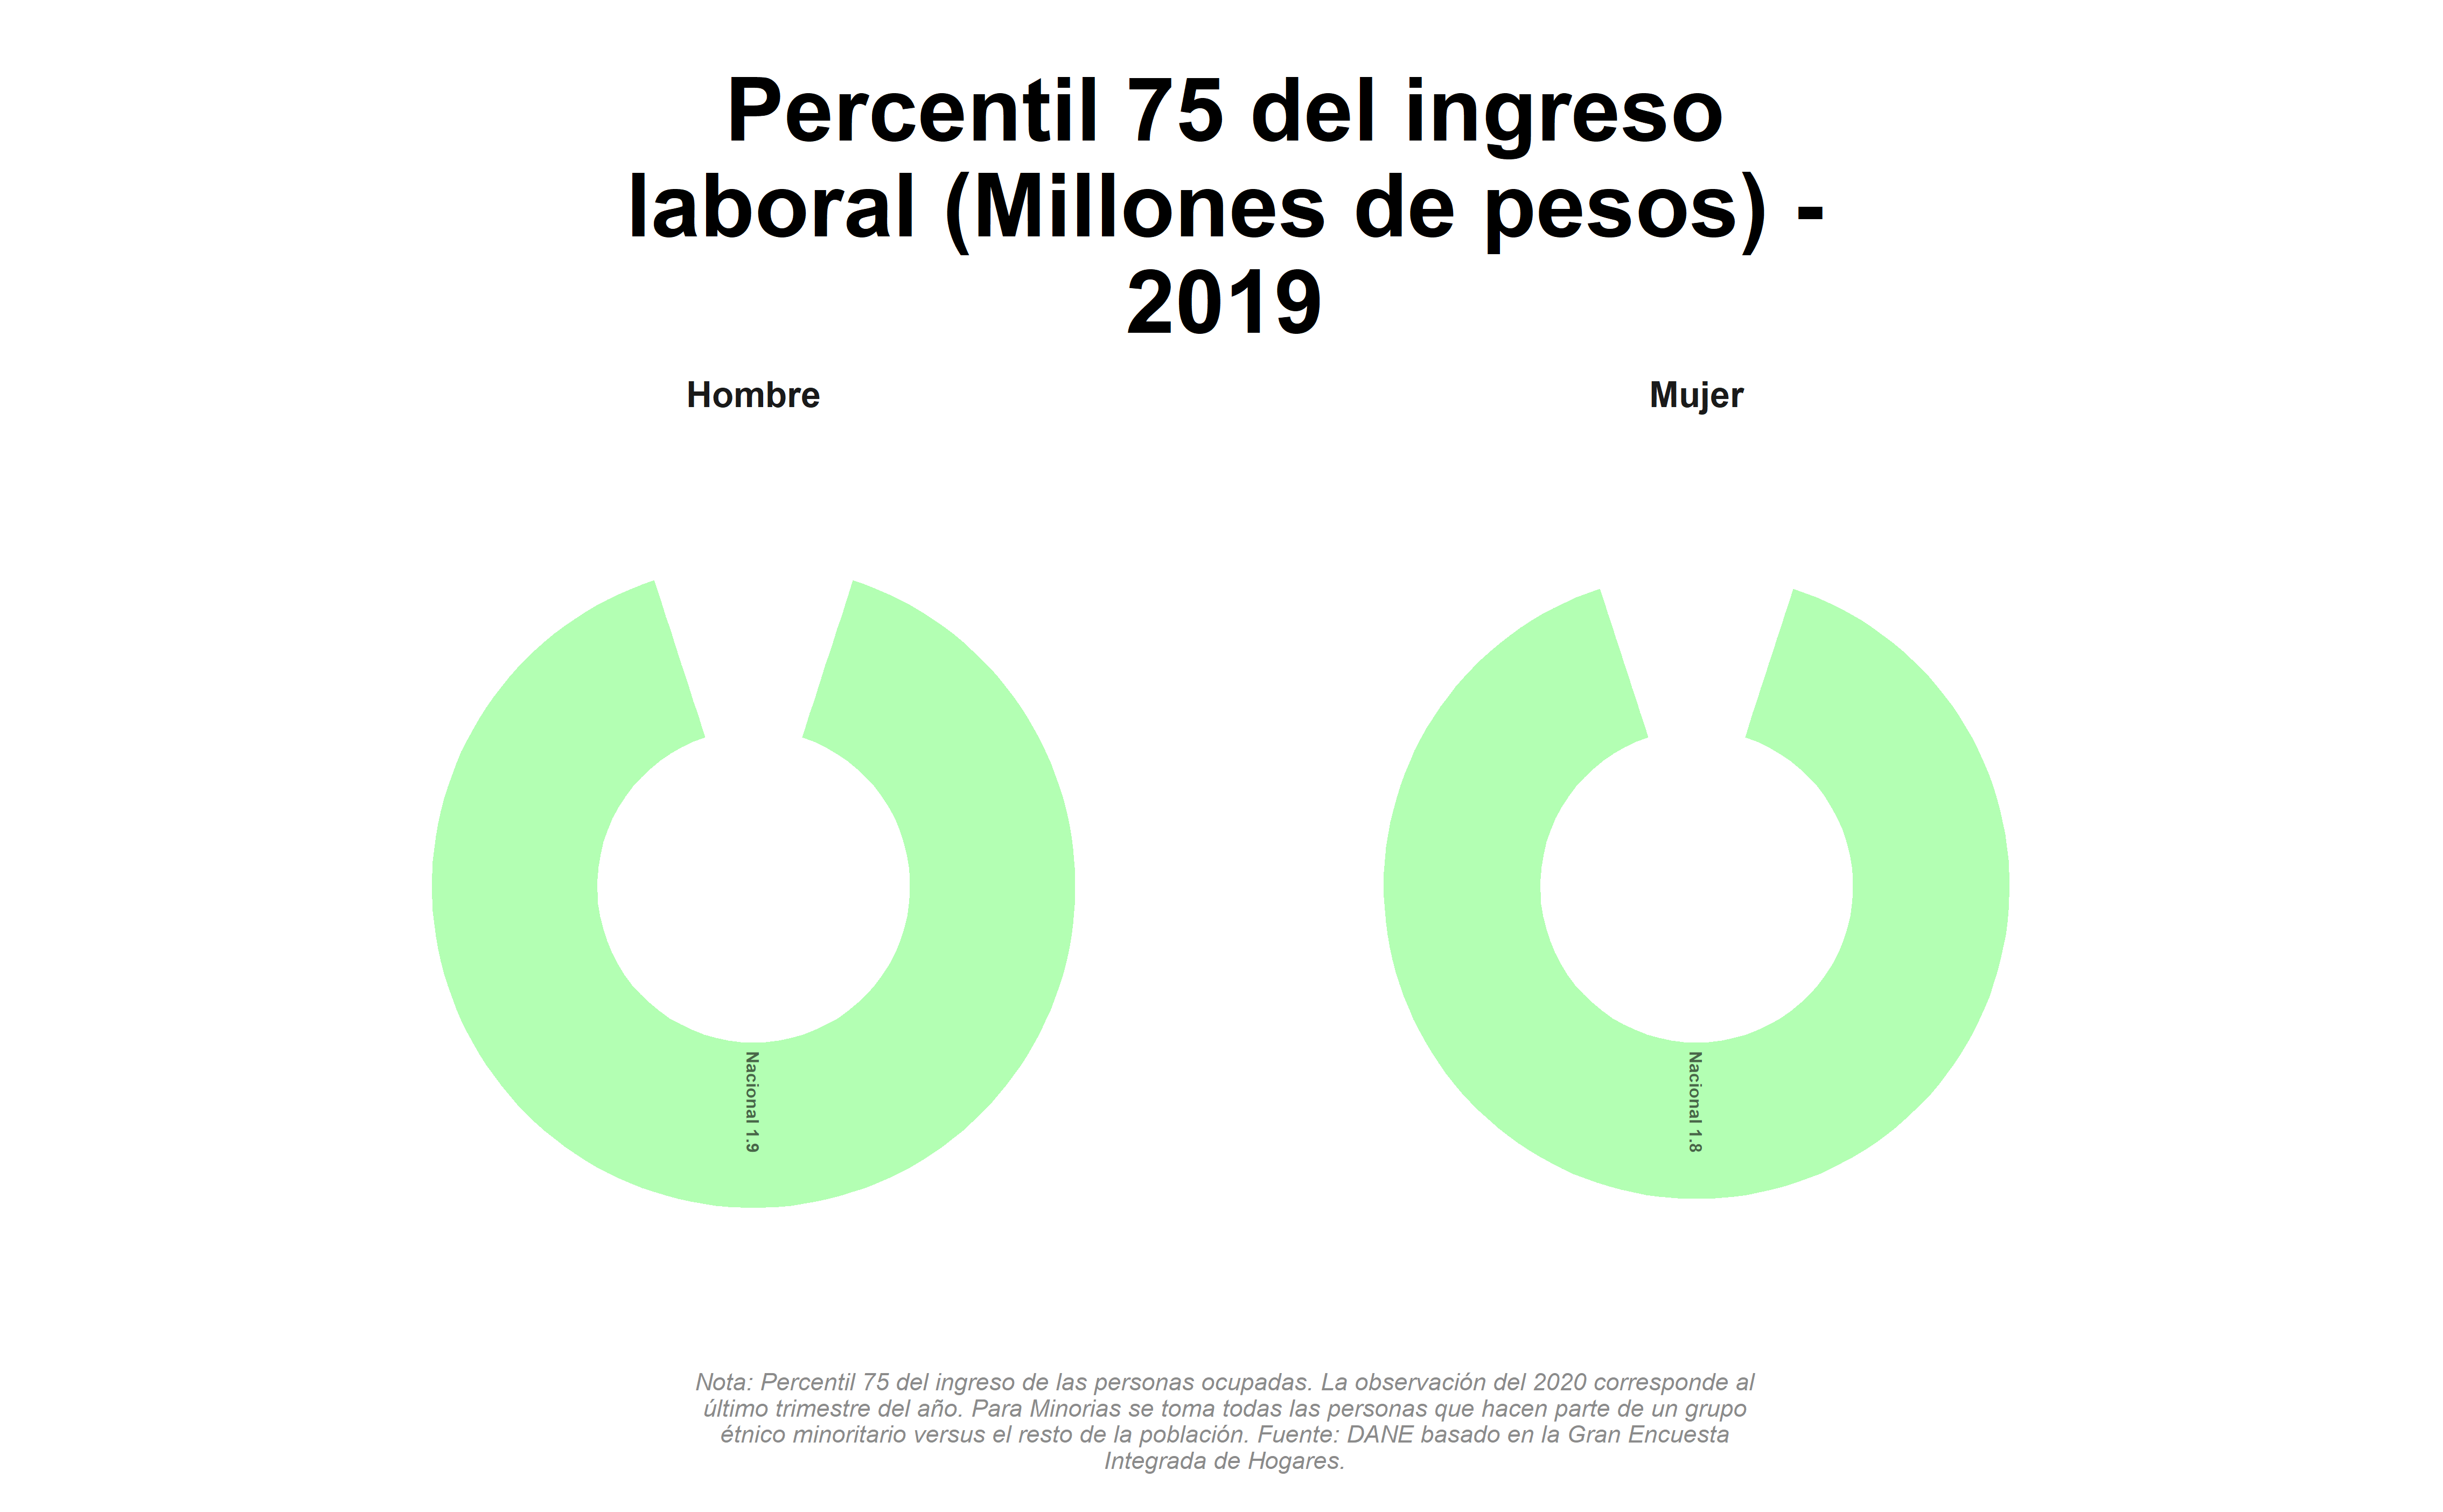 Percentil 75 del ingreso
laboral (Millones de pesos) -
2019
Hombre
Mujer
Nacional 1.9
Nacional 1.8
Nota: Percentil 75 del ingreso de las personas ocupadas. La observación del 2020 corresponde al
último trimestre del año. Para Minorias se toma todas las personas que hacen parte de un grupo
étnico minoritario versus el resto de la población. Fuente: DANE basado en la Gran Encuesta
Integrada de Hogares.